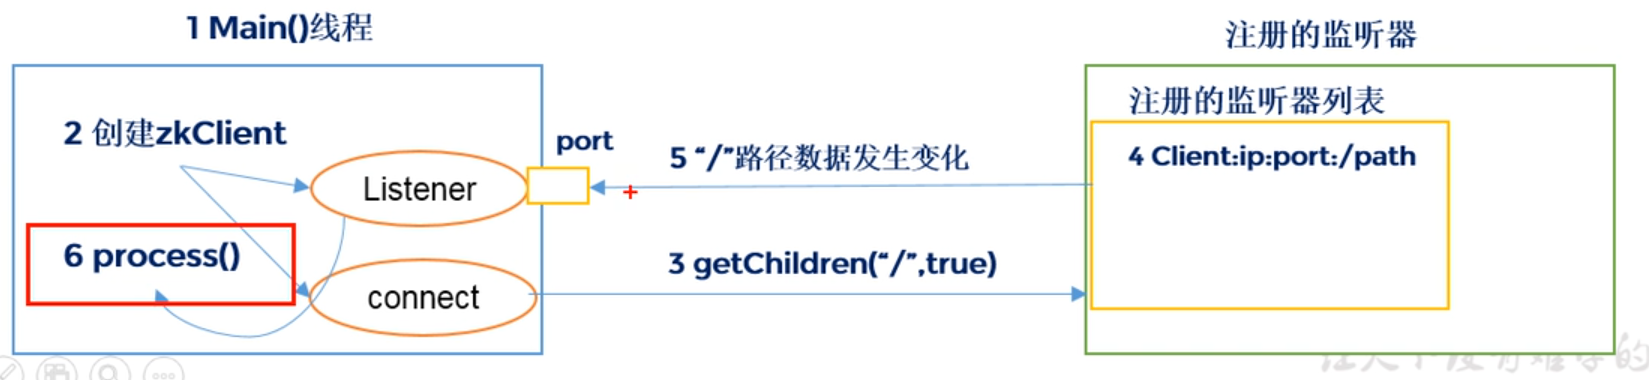 1 Main()线程
注册的监听器
注册的监听器列表
2 创建zkClient
port
Listener
5 “/”路径数据发生变化
4 Client:ip:port:/path
6 process()
connect
3 getChildren(“/”,true)